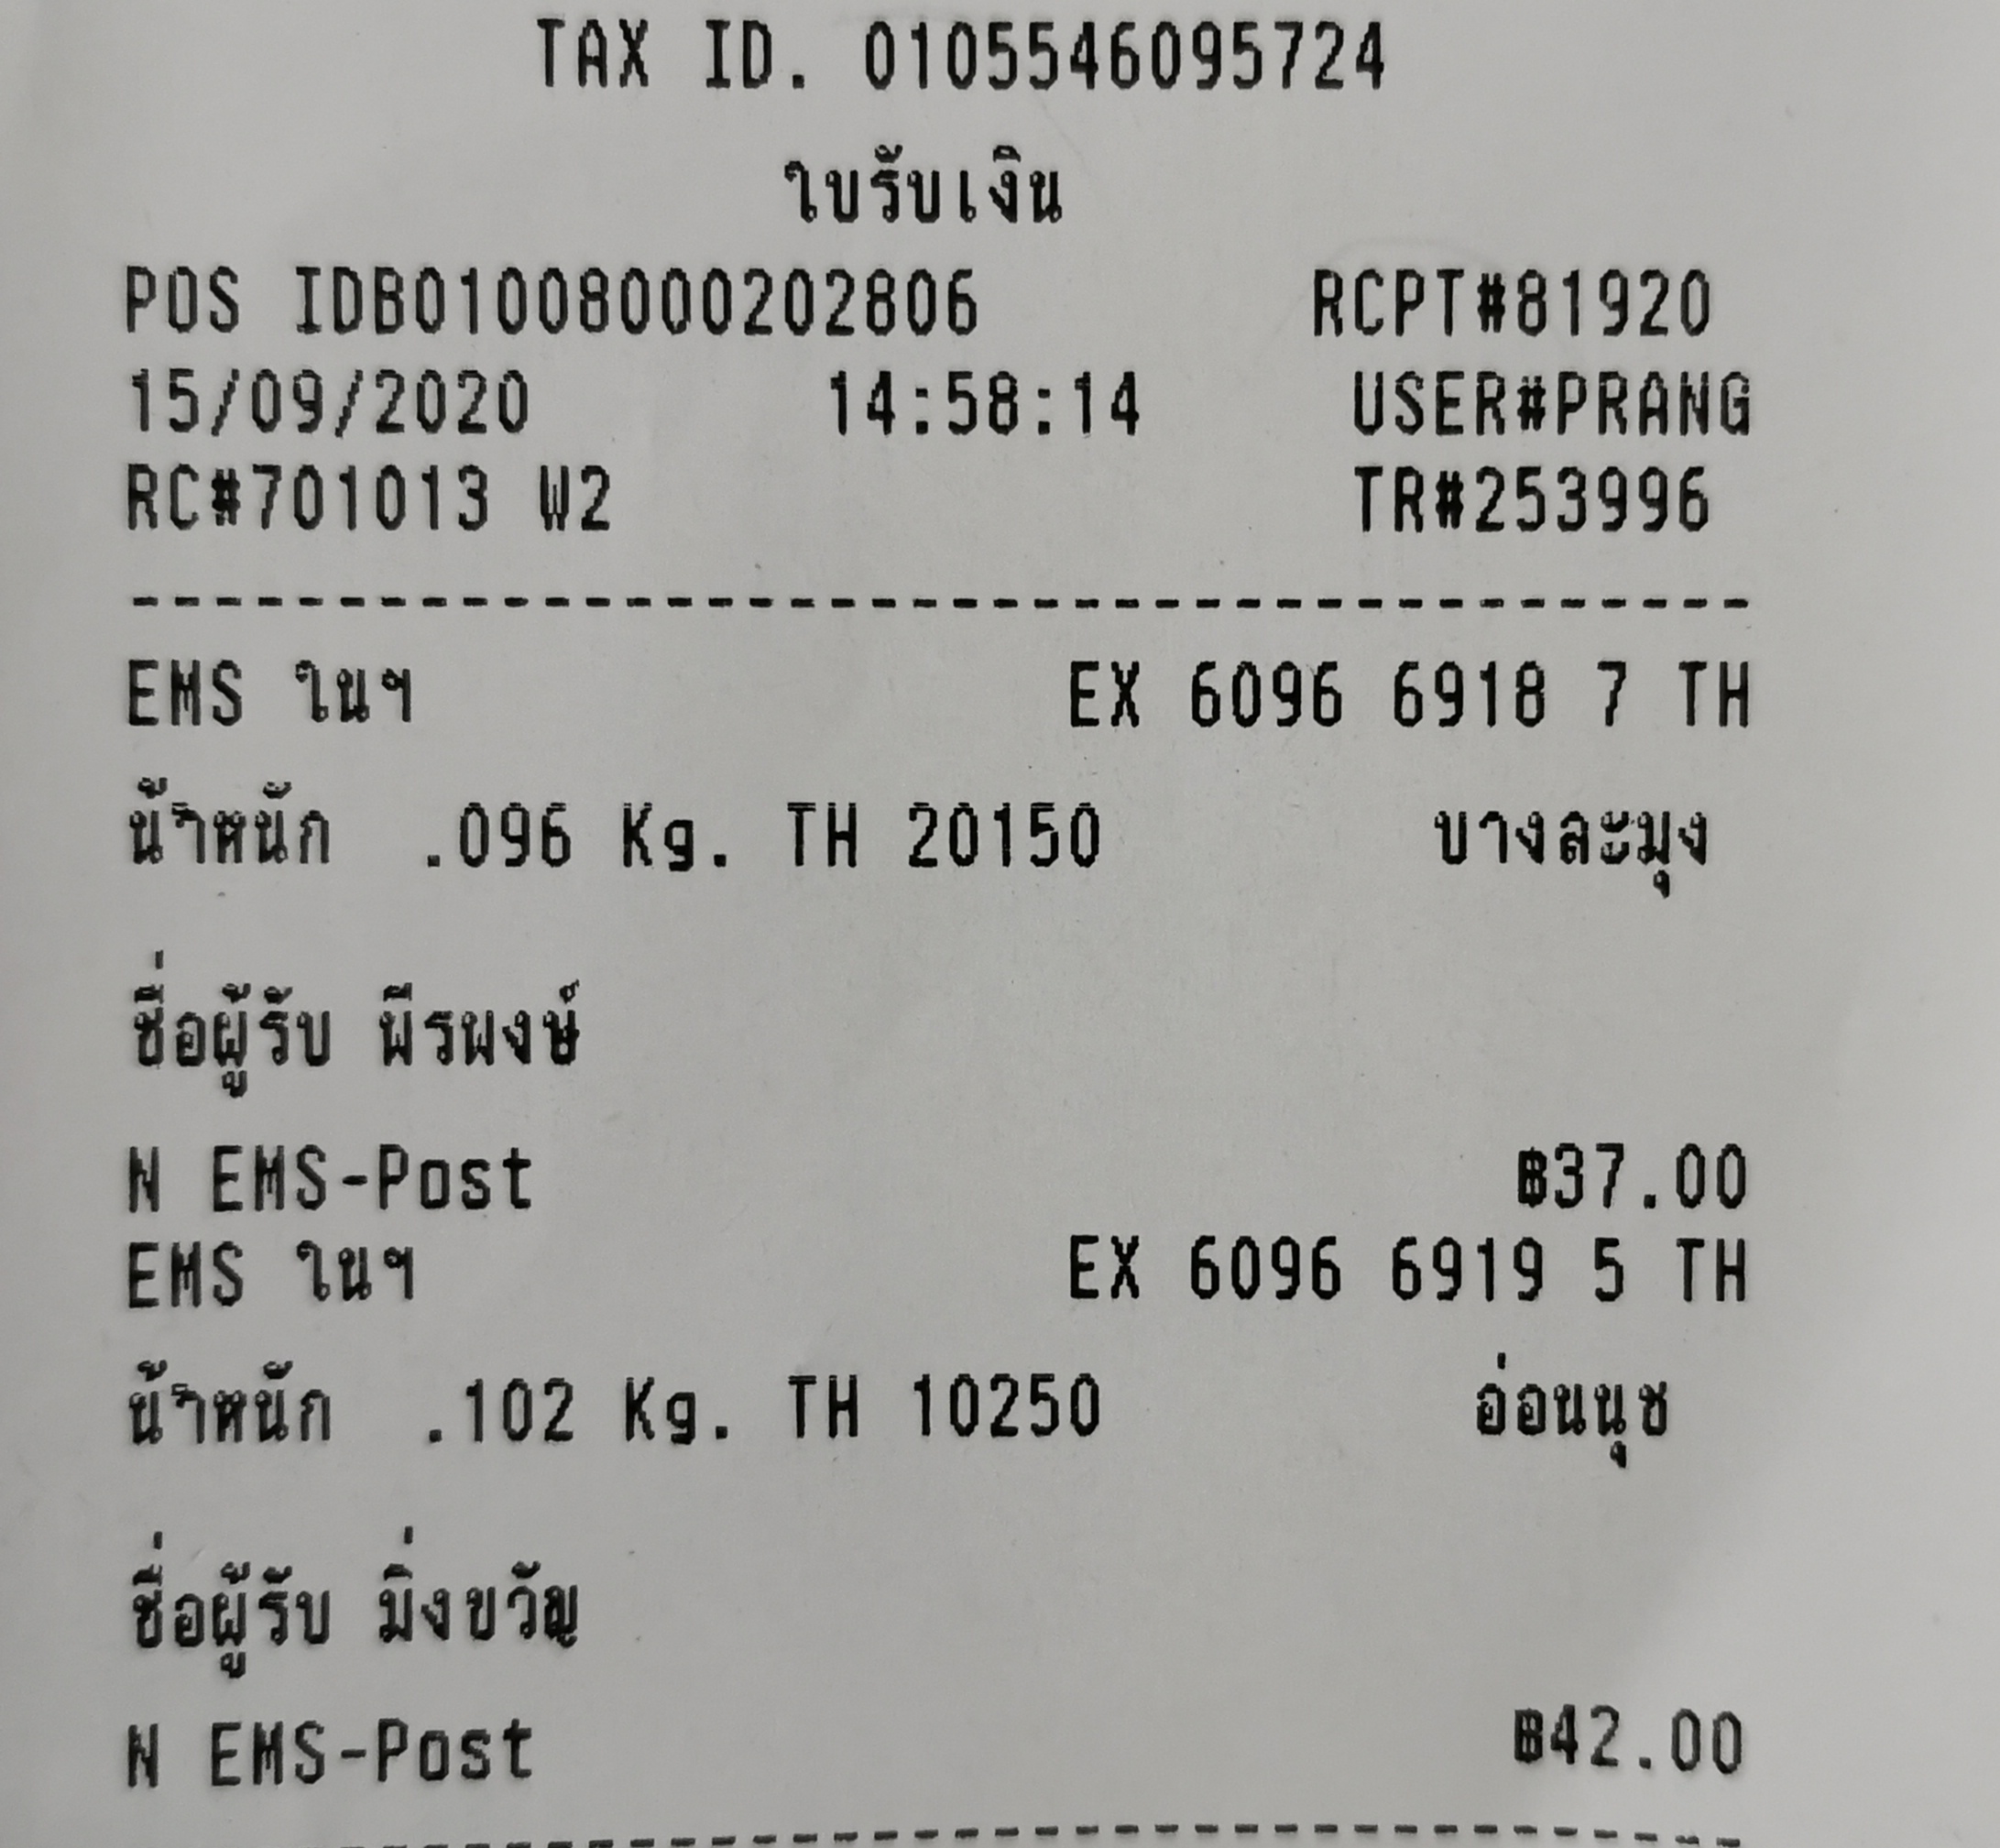 TAX ID. 0105546095724
ใบรับเงิน
POS IDB01008000202806 RCPT#81920
15/09/2020 14:58:14 USER#PRANG
RC#701013 W2 TR#253996
--------------------------------
EMS ในฯ EX 6096 6918 7 TH
น้ำหนัก .096 Kg. TH 20150 บางละมุง
ชื่อผู้รับ พีรพงษ์
N EMS-Post ฿37.00
EMS ในฯ EX 6096 6919 5 TH
น้ำหนัก .102 Kg. TH 10250 อ่อนนุช
ชื่อผู้รับ มิ่งขวัญ
N EMS-Post ฿42.00
--------------------------------